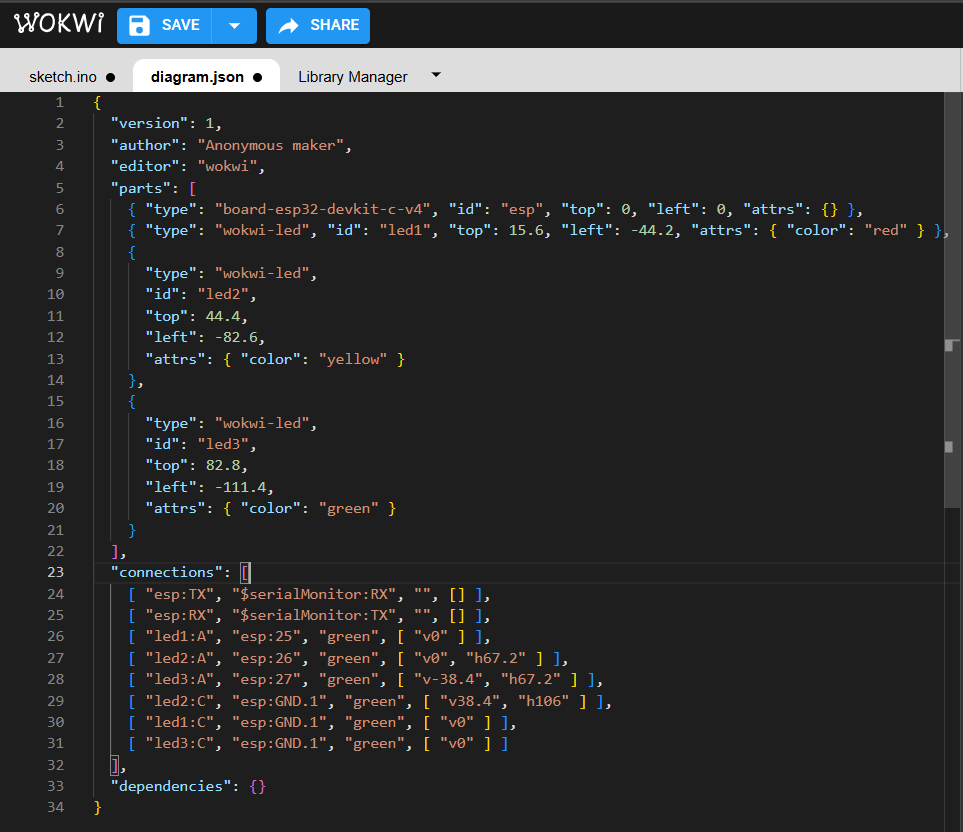 WOKWI SAVE SHARE
sketch.ino ● diagram.json ● Library Manager
1 {
2 "version": 1,
3 "author": "Anonymous maker",
4 "editor": "wokwi",
5 "parts": [
6 { "type": "board-esp32-devkit-c-v4", "id": "esp", "top": 0, "left": 0, "attrs": {} },
7 { "type": "wokwi-led", "id": "led1", "top": 15.6, "left": -44.2, "attrs": { "color": "red" } },
8 {
9 "type": "wokwi-led",
10 "id": "led2",
11 "top": 44.4,
12 "left": -82.6,
13 "attrs": { "color": "yellow" }
14 },
15 {
16 "type": "wokwi-led",
17 "id": "led3",
18 "top": 82.8,
19 "left": -111.4,
20 "attrs": { "color": "green" }
21 }
22 ],
23 "connections": [
24 [ "esp:TX", "$serialMonitor:RX", "", [] ],
25 [ "esp:RX", "$serialMonitor:TX", "", [] ],
26 [ "led1:A", "esp:25", "green", [ "v0" ] ],
27 [ "led2:A", "esp:26", "green", [ "v0", "h67.2" ] ],
28 [ "led3:A", "esp:27", "green", [ "v-38.4", "h67.2" ] ],
29 [ "led2:C", "esp:GND.1", "green", [ "v38.4", "h106" ] ],
30 [ "led1:C", "esp:GND.1", "green", [ "v0" ] ],
31 [ "led3:C", "esp:GND.1", "green", [ "v0" ] ]
32 ],
33 "dependencies": {}
34 }